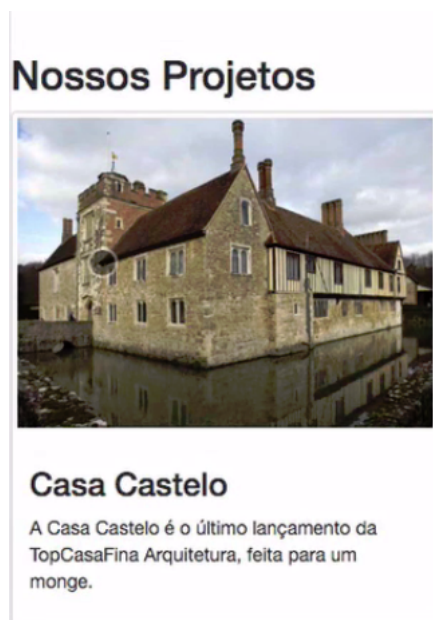 Nossos Projetos
Casa Castelo
A Casa Castelo é o último lançamento da
TopCasaFina Arquitetura, feita para um
monge.